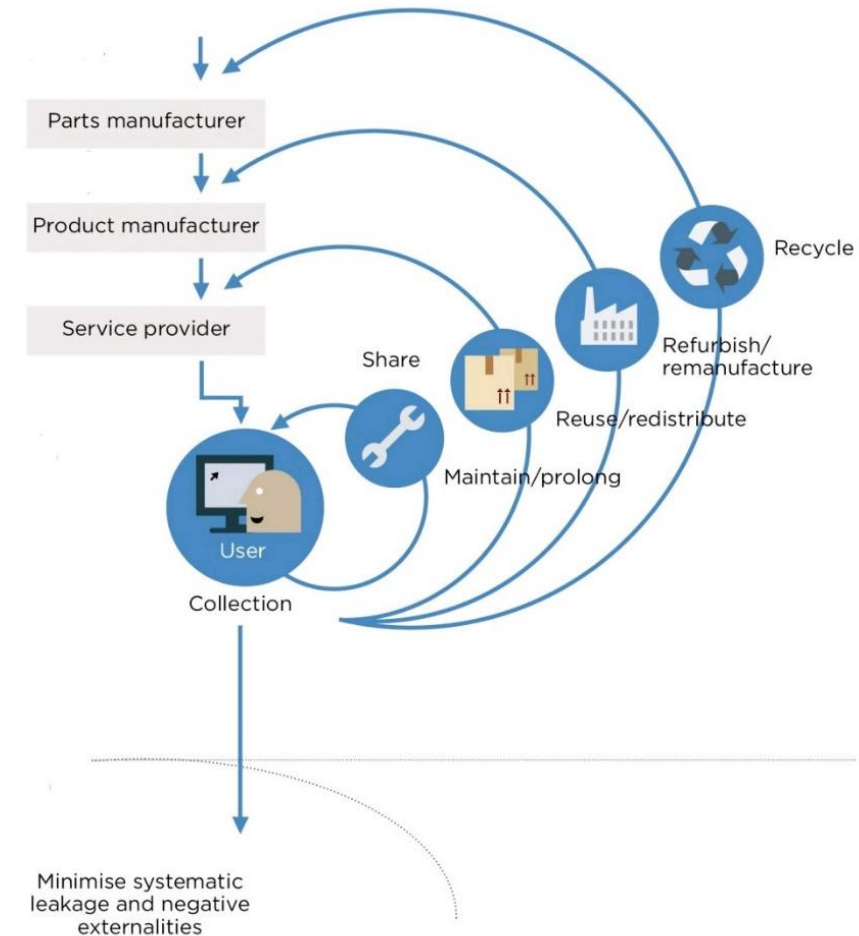 Parts manufacturer
Product manufacturer
Service provider
Share
Recycle
Refurbish/
remanufacture
Reuse/redistribute
Maintain/prolong
User
Collection
Minimise systematic
leakage and negative
externalities